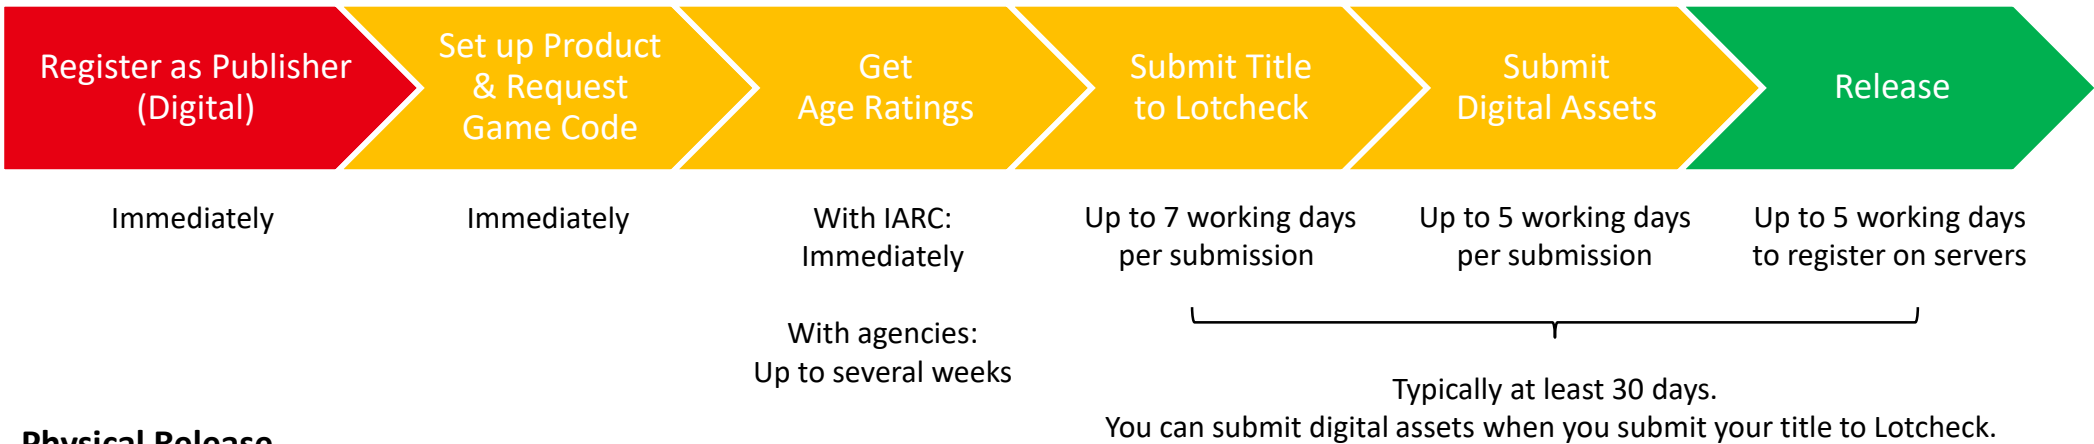 Register as Publisher
(Digital)
Set up Product
& Request
Game Code
Get
Age Ratings
Submit Title
to Lotcheck
Submit
Digital Assets
Release
Immediately
Immediately
With IARC:
Immediately
With agencies:
Up to several weeks
Up to 7 working days
per submission
Up to 5 working days
per submission
Up to 5 working days
to register on servers
Typically at least 30 days.
You can submit digital assets when you submit your title to Lotcheck.
Physical Release